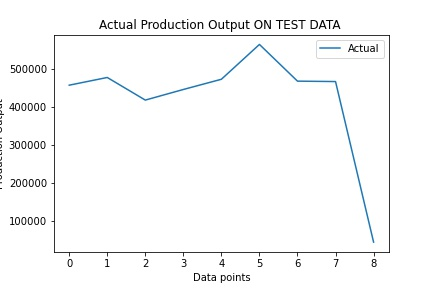 Actual Production Output ON TEST DATA
Actual
500000
400000
300000
200000
100000
Production Output
0 1 2 3 4 5 6 7 8
Data points